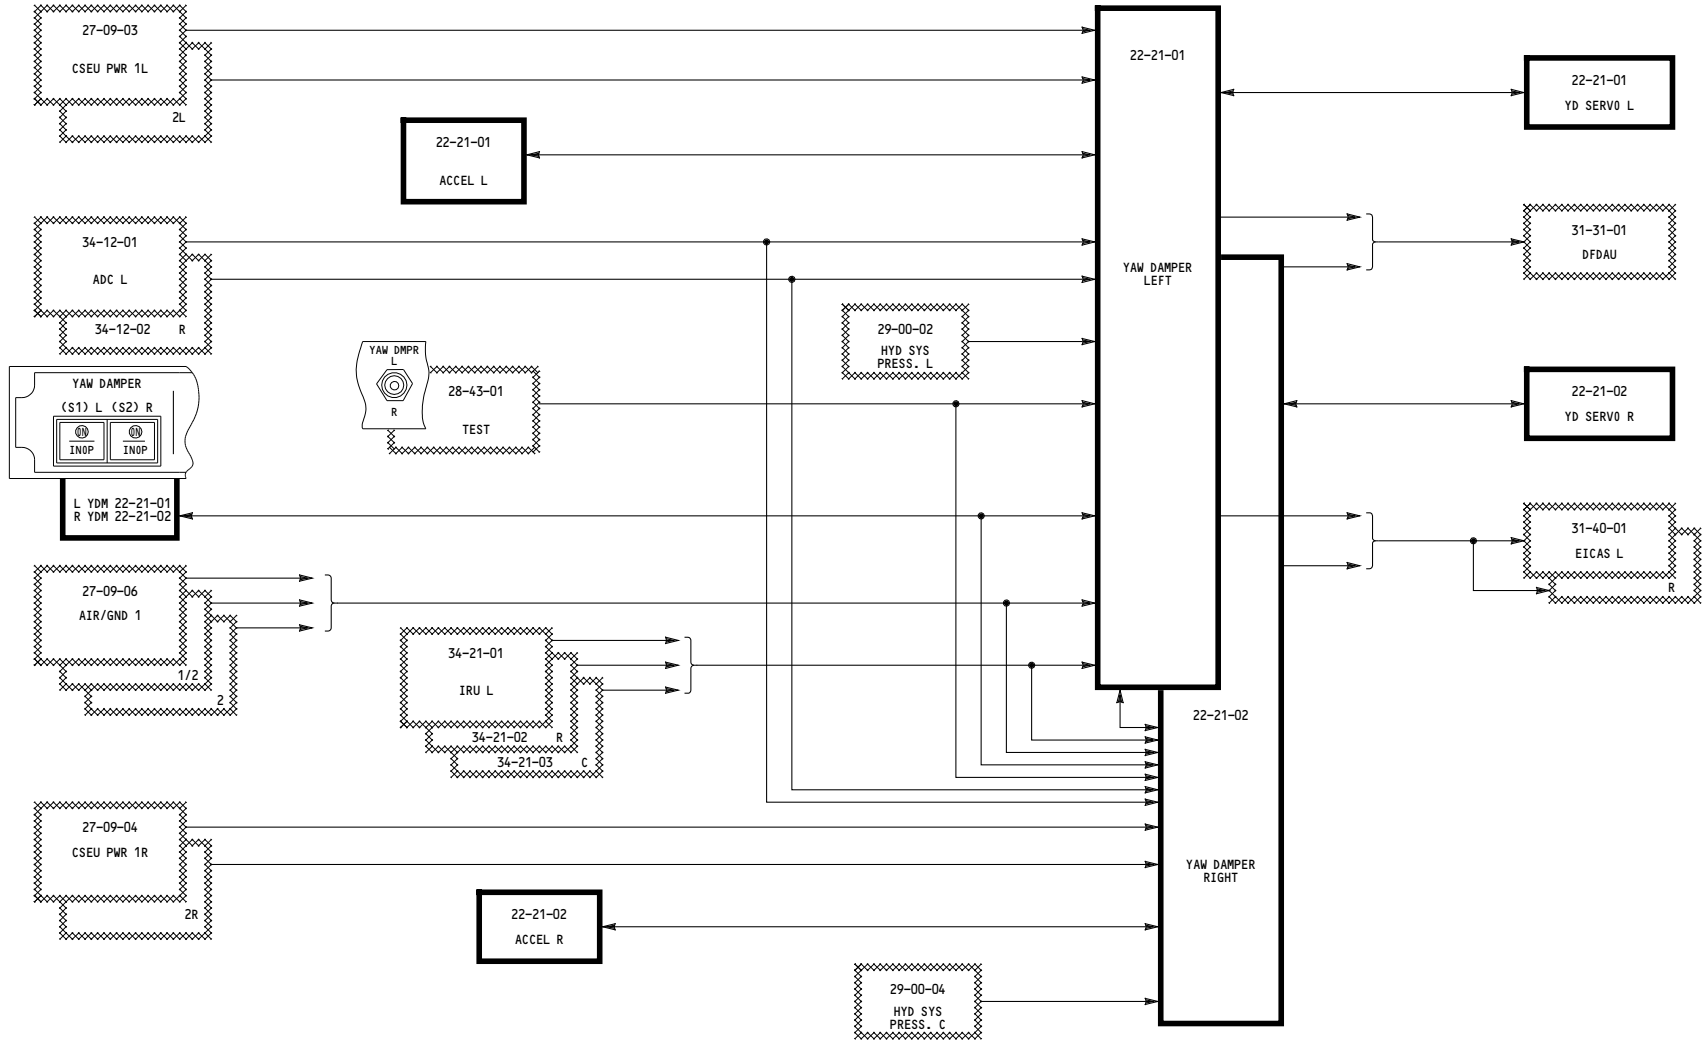 27-09-03
CSEU PWR 1L
2L
22-21-01
ACCEL L
34-12-01
ADC L
34-12-02 R
YAW DAMPER
(S1) L (S2) R
ON ON
INOP INOP
L YDM 22-21-01
R YDM 22-21-02
YAW DMPR
L
R
28-43-01
TEST
29-00-02
HYD SYS
PRESS. L
27-09-06
AIR/GND 1
1/2
2
34-21-01
IRU L
34-21-02 R
34-21-03 C
27-09-04
CSEU PWR 1R
2R
22-21-02
ACCEL R
29-00-04
HYD SYS
PRESS. C
22-21-01
YAW DAMPER
LEFT
22-21-02
YAW DAMPER
RIGHT
22-21-01
YD SERVO L
31-31-01
DFDAU
22-21-02
YD SERVO R
31-40-01
EICAS L
R